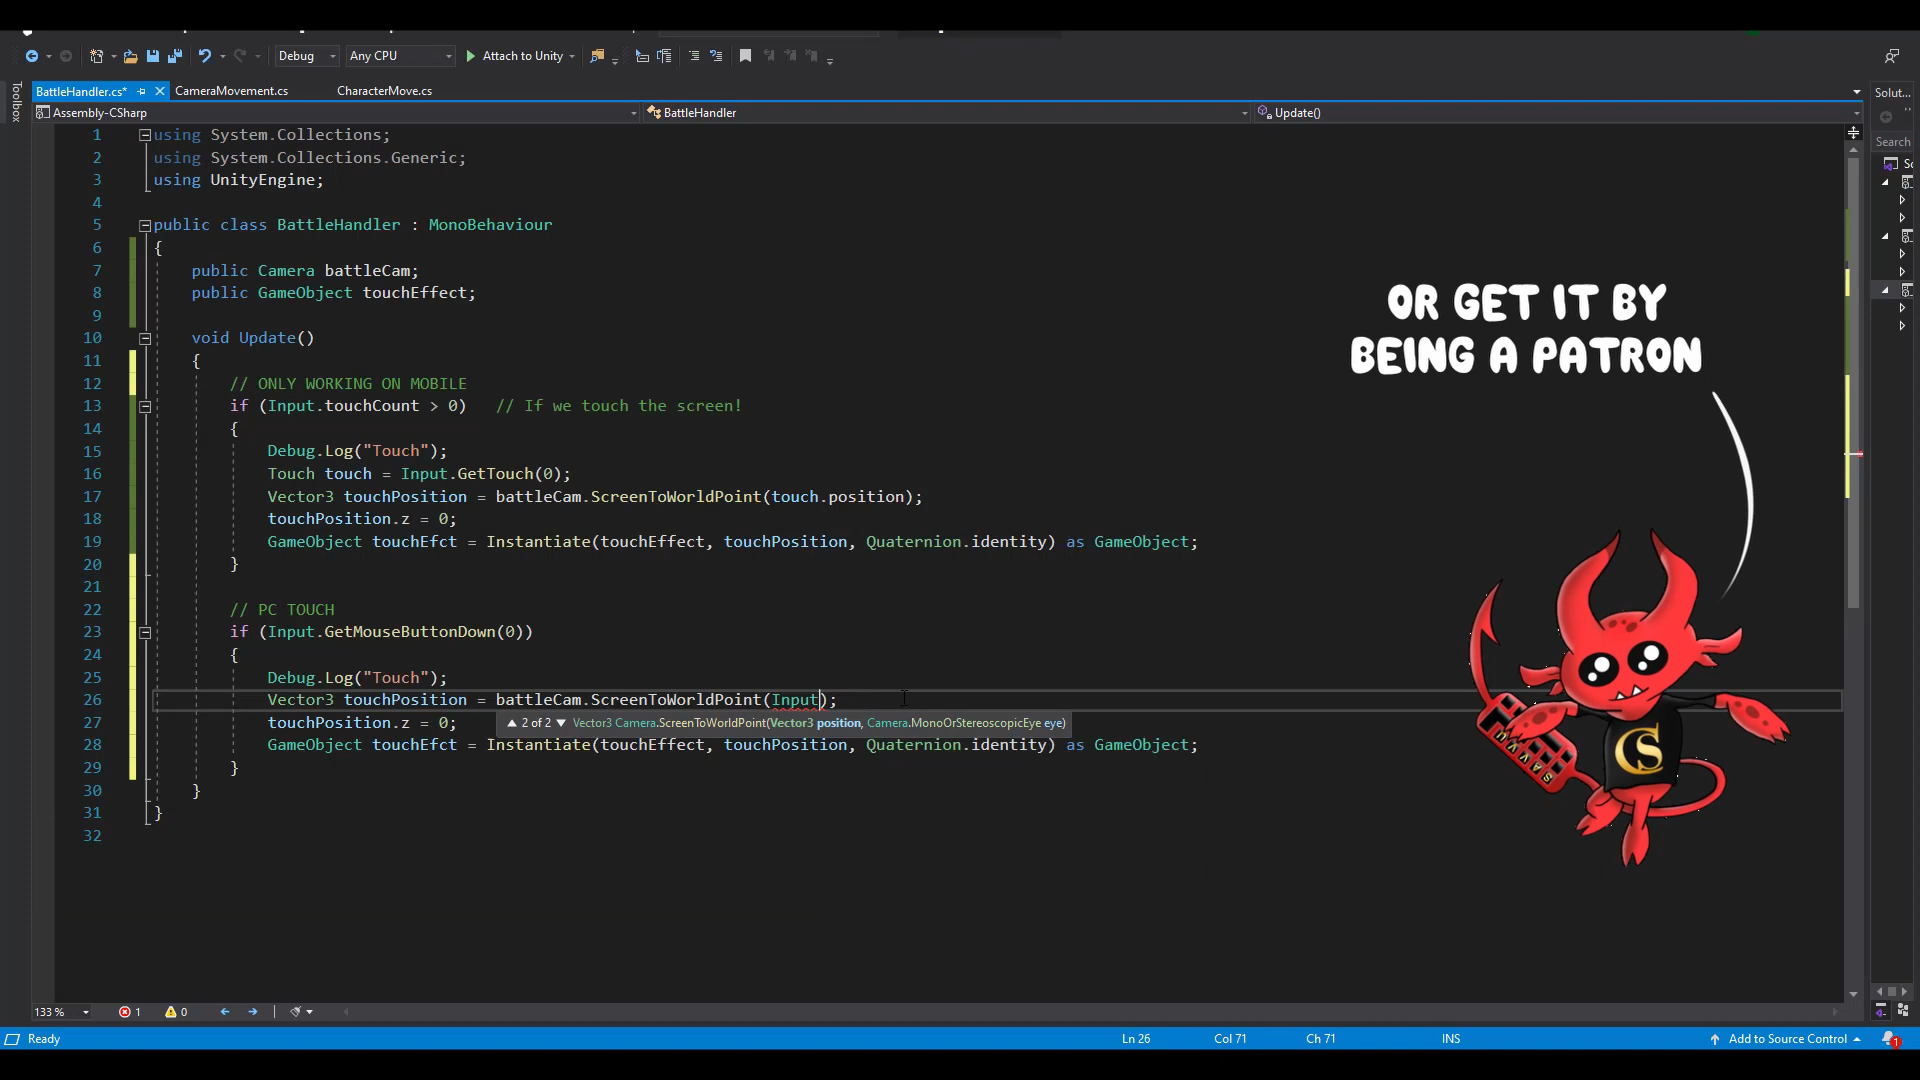 Debug
Any CPU
Attach to Unity
Toolbox
BattleHandler.cs*
CameraMovement.cs
CharacterMove.cs
Solut...
Assembly-CSharp
BattleHandler
Update()
Search
1 using System.Collections;
2 using System.Collections.Generic;
3 using UnityEngine;
4
5 public class BattleHandler : MonoBehaviour
6 {
7 public Camera battleCam;
8 public GameObject touchEffect;
9
10 void Update()
11 {
12 // ONLY WORKING ON MOBILE
13 if (Input.touchCount > 0) // If we touch the screen!
14 {
15 Debug.Log("Touch");
16 Touch touch = Input.GetTouch(0);
17 Vector3 touchPosition = battleCam.ScreenToWorldPoint(touch.position);
18 touchPosition.z = 0;
19 GameObject touchEfct = Instantiate(touchEffect, touchPosition, Quaternion.identity) as GameObject;
20 }
21
22 // PC TOUCH
23 if (Input.GetMouseButtonDown(0))
24 {
25 Debug.Log("Touch");
26 Vector3 touchPosition = battleCam.ScreenToWorldPoint(Input);
27 touchPosition.z = 0;
▲ 2 of 2 ▼ Vector3 Camera.ScreenToWorldPoint(Vector3 position, Camera.MonoOrStereoscopicEye eye)
28 GameObject touchEfct = Instantiate(touchEffect, touchPosition, Quaternion.identity) as GameObject;
29 }
30 }
31 }
32
OR GET IT BY
BEING A PATRON
CS
133 %
1
0
Ready
Ln 26
Col 71
Ch 71
INS
Add to Source Control
1